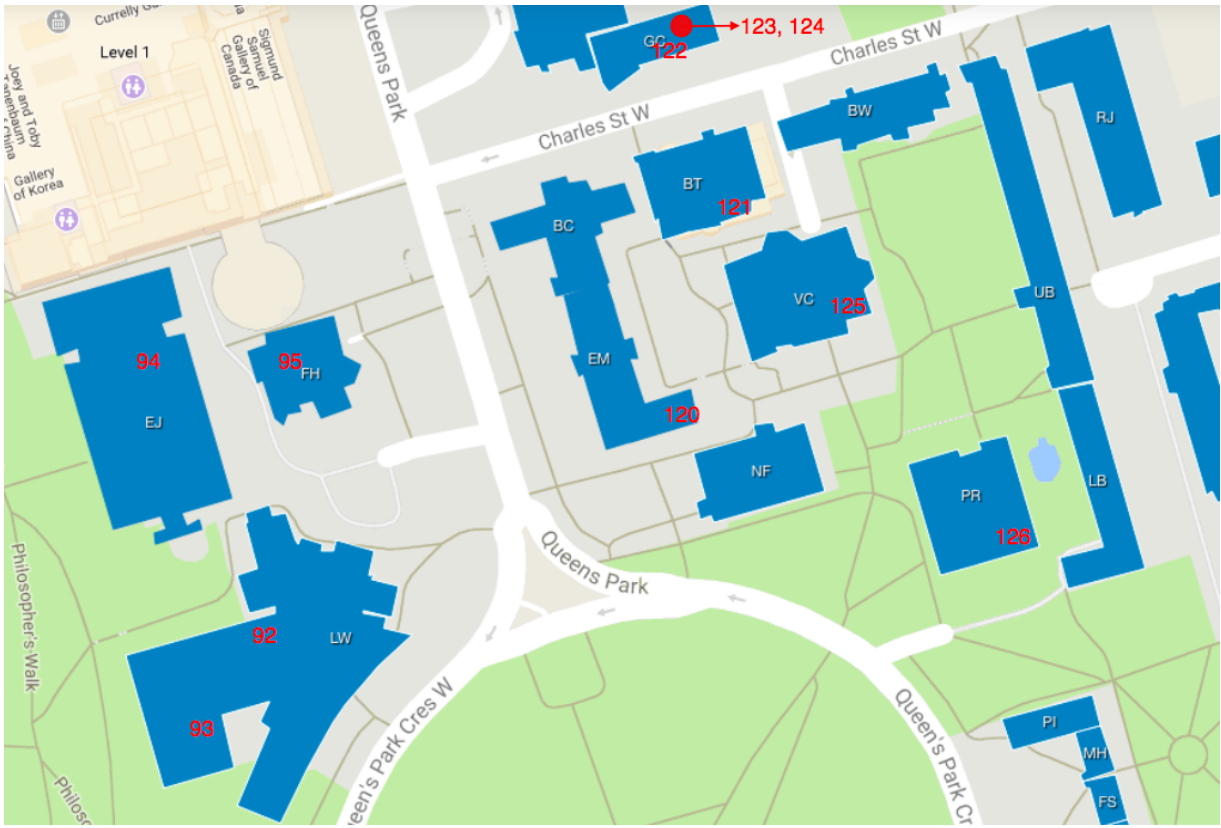 Currelly Ga
Level 1
Sigmund
Samuel
Gallery of
Canada
Joey and Toby
Tanenbaum
of China
Gallery
of Korea
Queens Park
GC
122
123, 124
Charles St W
Charles St W
BW
RJ
BT
121
BC
VC
125
UB
94
95
FH
EM
EJ
120
NF
PR
126
LB
Queens Park
Philosopher's Walk
92
LW
93
Queen's Park Cres W
Queen's Park Cr
PI
MH
FS
Philoso